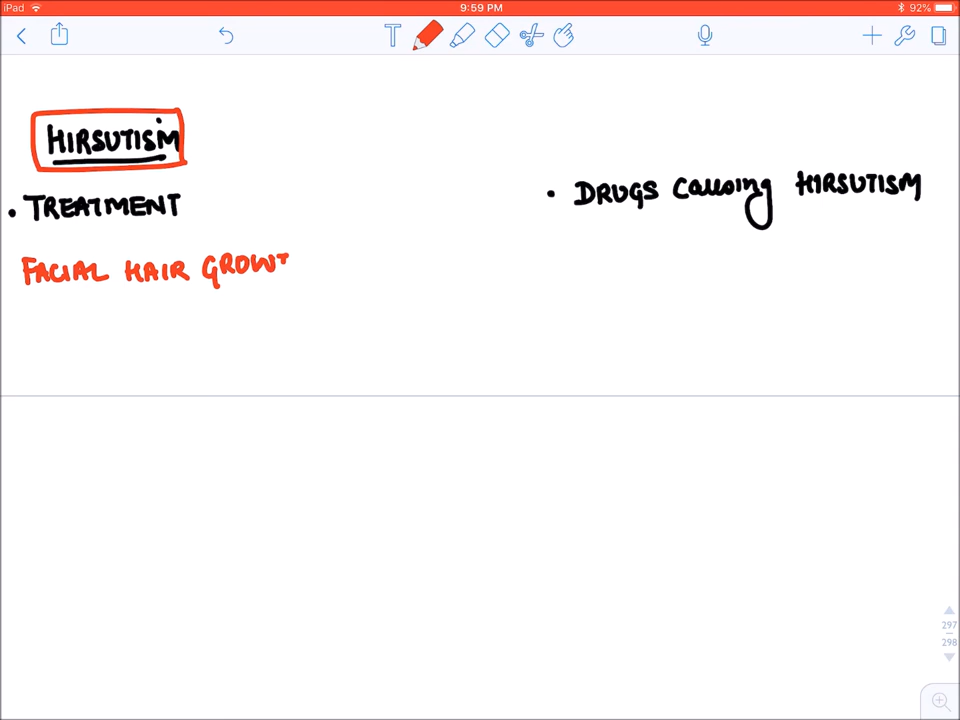 iPad 9:59 PM 92%
T
HIRSUTISM
• TREATMENT
• DRUGS causing HIRSUTISM
FACIAL HAIR GROWT
297
298